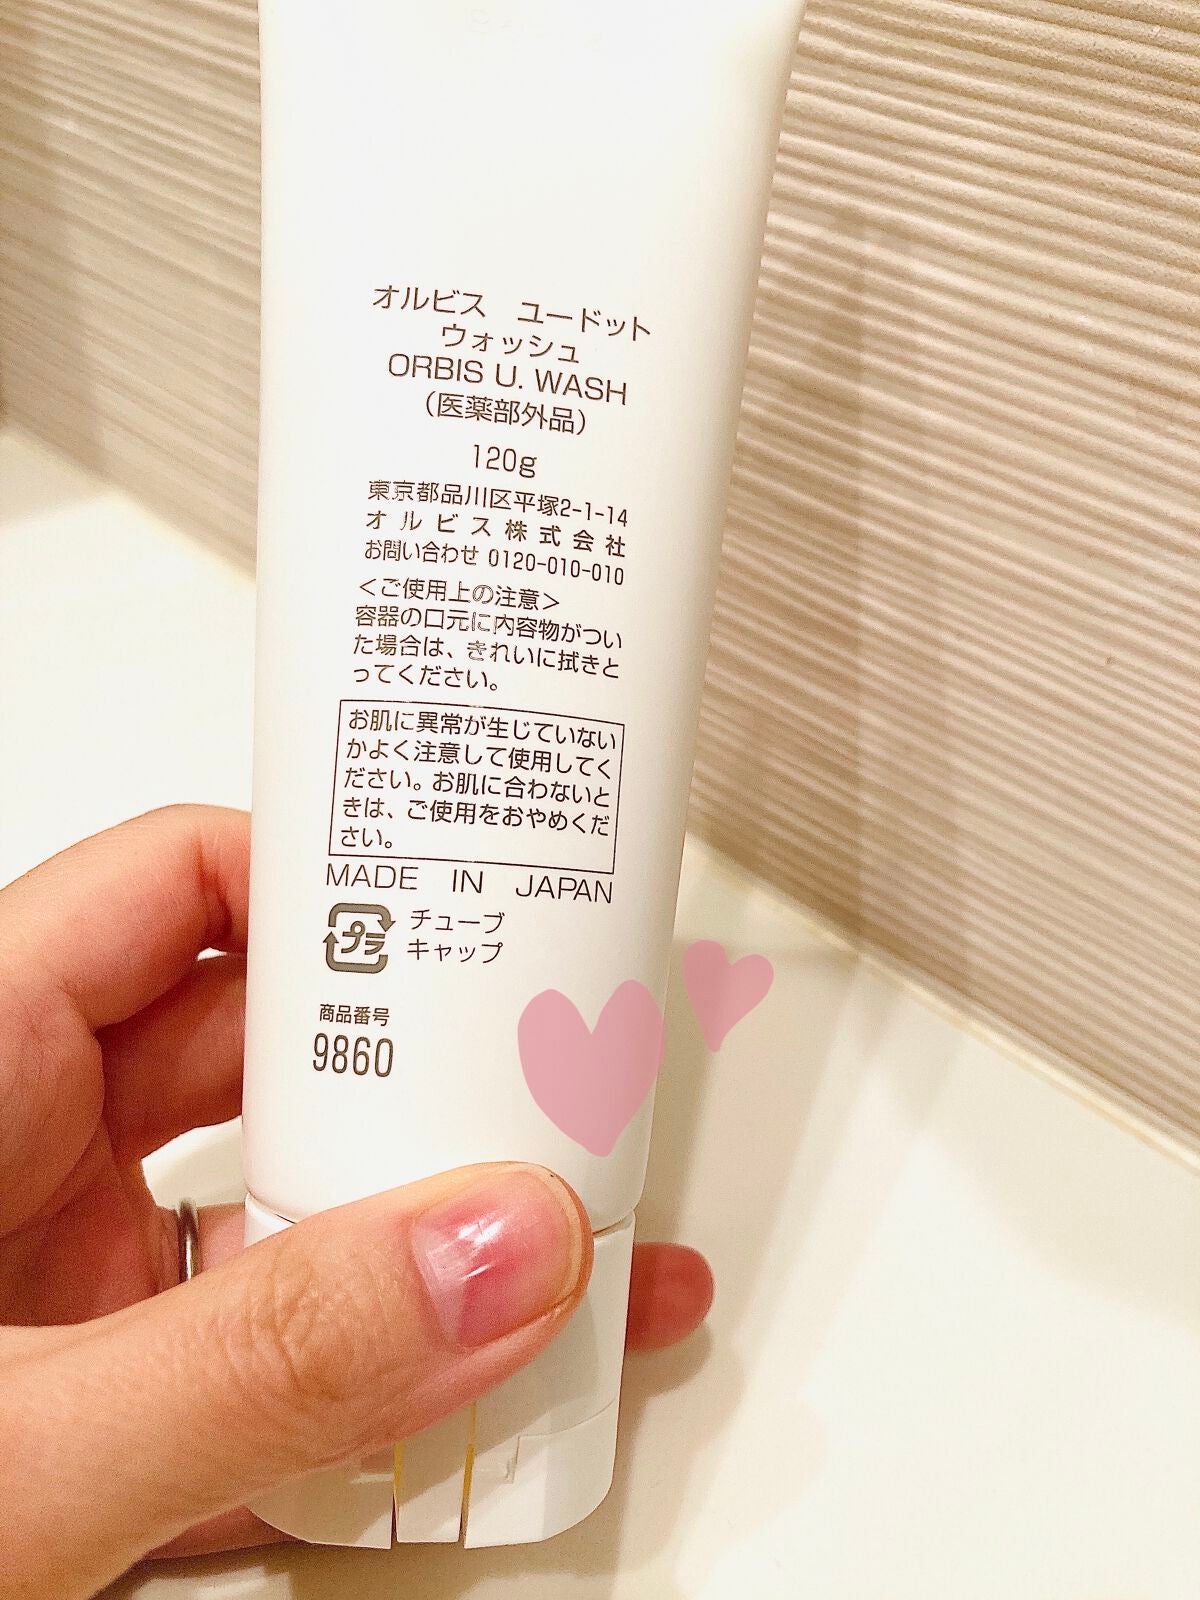 オルビス　ユードット
ウォッシュ
ORBIS U. WASH
（医薬部外品）
120g
東京都品川区平塚2-1-14
オルビス株式会社
お問い合わせ 0120-010-010
＜ご使用上の注意＞
容器の口元に内容物がつい
た場合は、きれいに拭きと
ってください。
お肌に異常が生じていない
かよく注意して使用してく
ださい。お肌に合わないと
きは、ご使用をおやめくだ
さい。
MADE IN JAPAN
プラ チューブ
キャップ
商品番号
9860